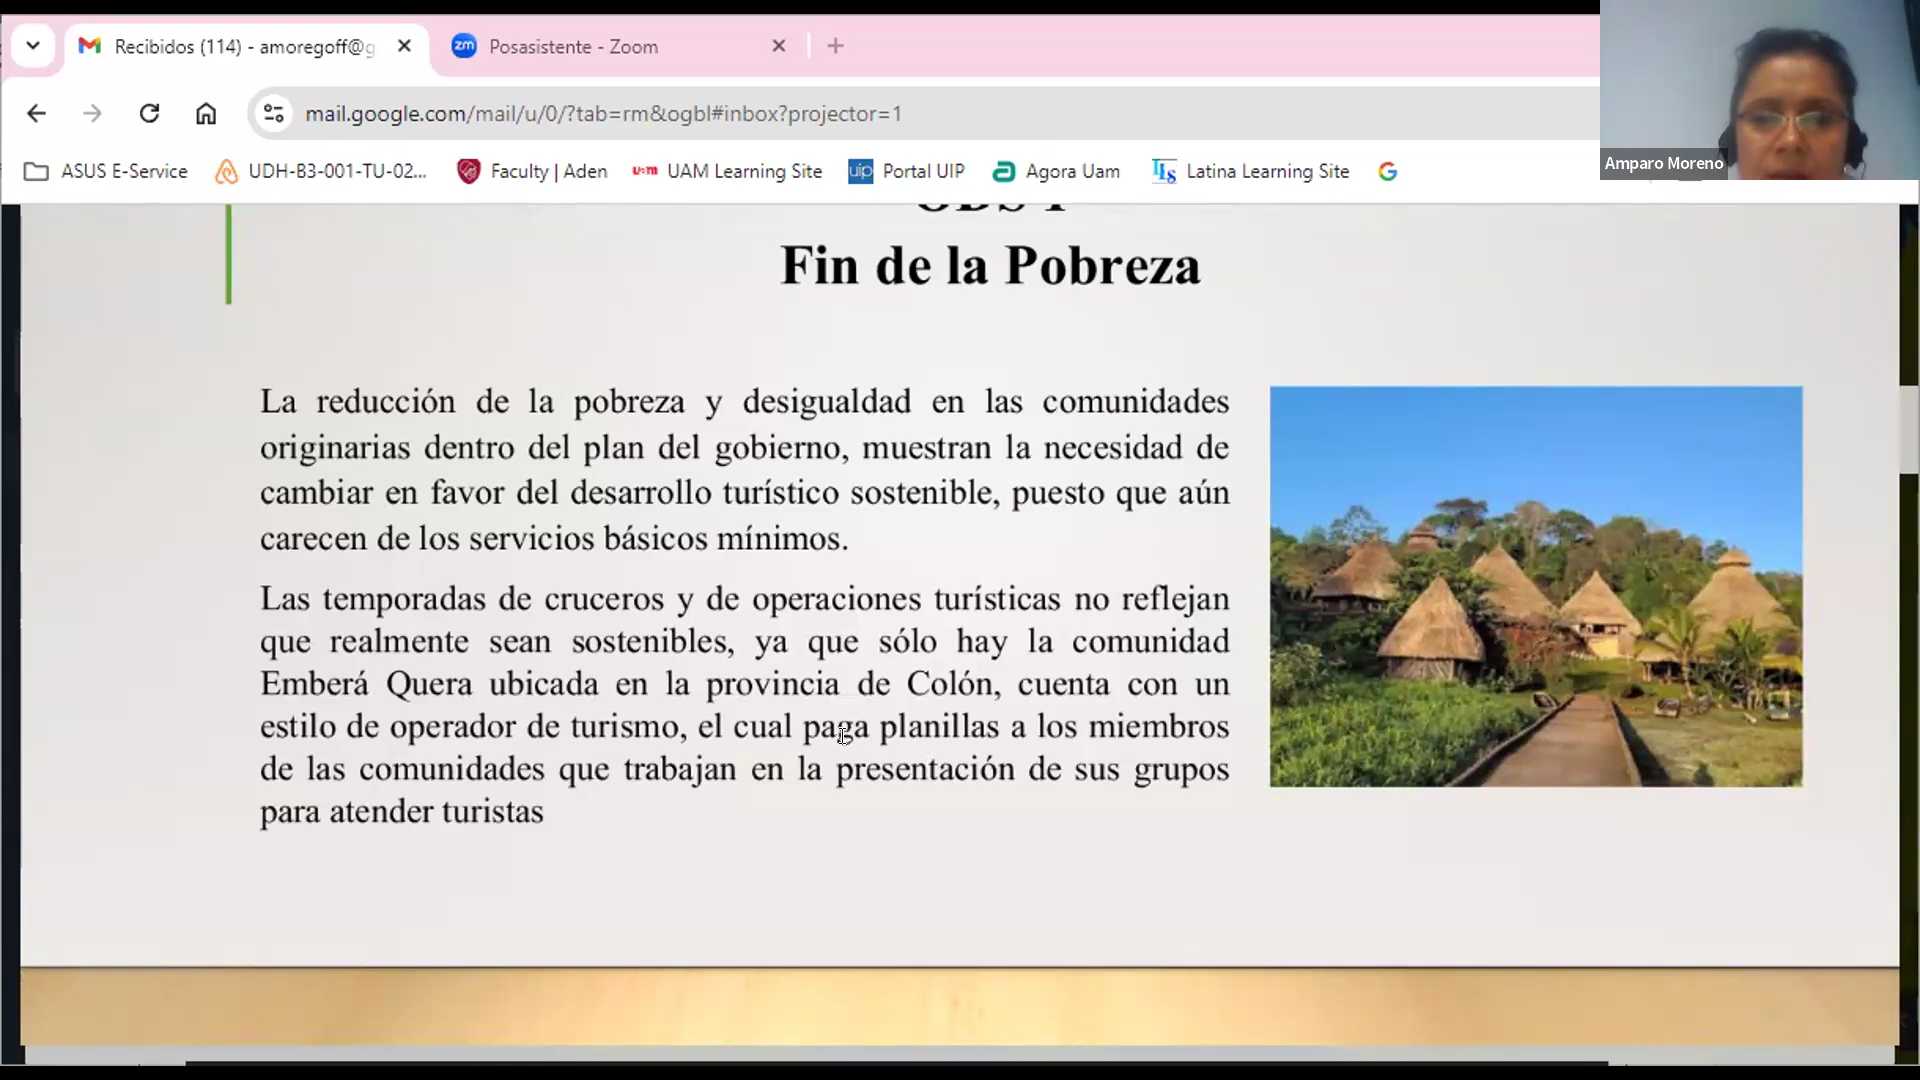 Recibidos (114) - amoregoff@g
Posasistente - Zoom
mail.google.com/mail/u/0/?tab=rm&ogbl#inbox?projector=1
ASUS E-Service
UDH-B3-001-TU-02...
Faculty | Aden
UAM Learning Site
uip Portal UIP
Agora Uam
Latina Learning Site
Amparo Moreno
Fin de la Pobreza
La reducción de la pobreza y desigualdad en las comunidades
originarias dentro del plan del gobierno, muestran la necesidad de
cambiar en favor del desarrollo turístico sostenible, puesto que aún
carecen de los servicios básicos mínimos.
Las temporadas de cruceros y de operaciones turísticas no reflejan
que realmente sean sostenibles, ya que sólo hay la comunidad
Emberá Quera ubicada en la provincia de Colón, cuenta con un
estilo de operador de turismo, el cual paga planillas a los miembros
de las comunidades que trabajan en la presentación de sus grupos
para atender turistas